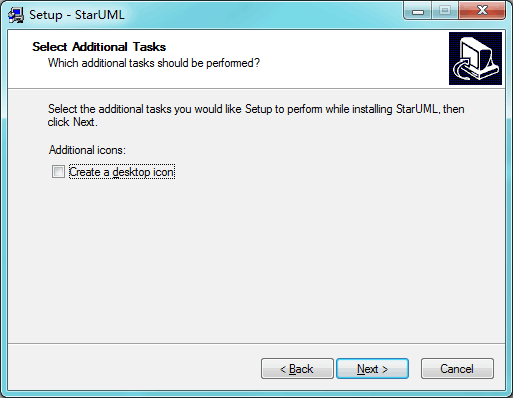 Setup - StarUML
Select Additional Tasks
Which additional tasks should be performed?
Select the additional tasks you would like Setup to perform while installing StarUML, then
click Next.
Additional icons:
Create a desktop icon
< Back Next > Cancel